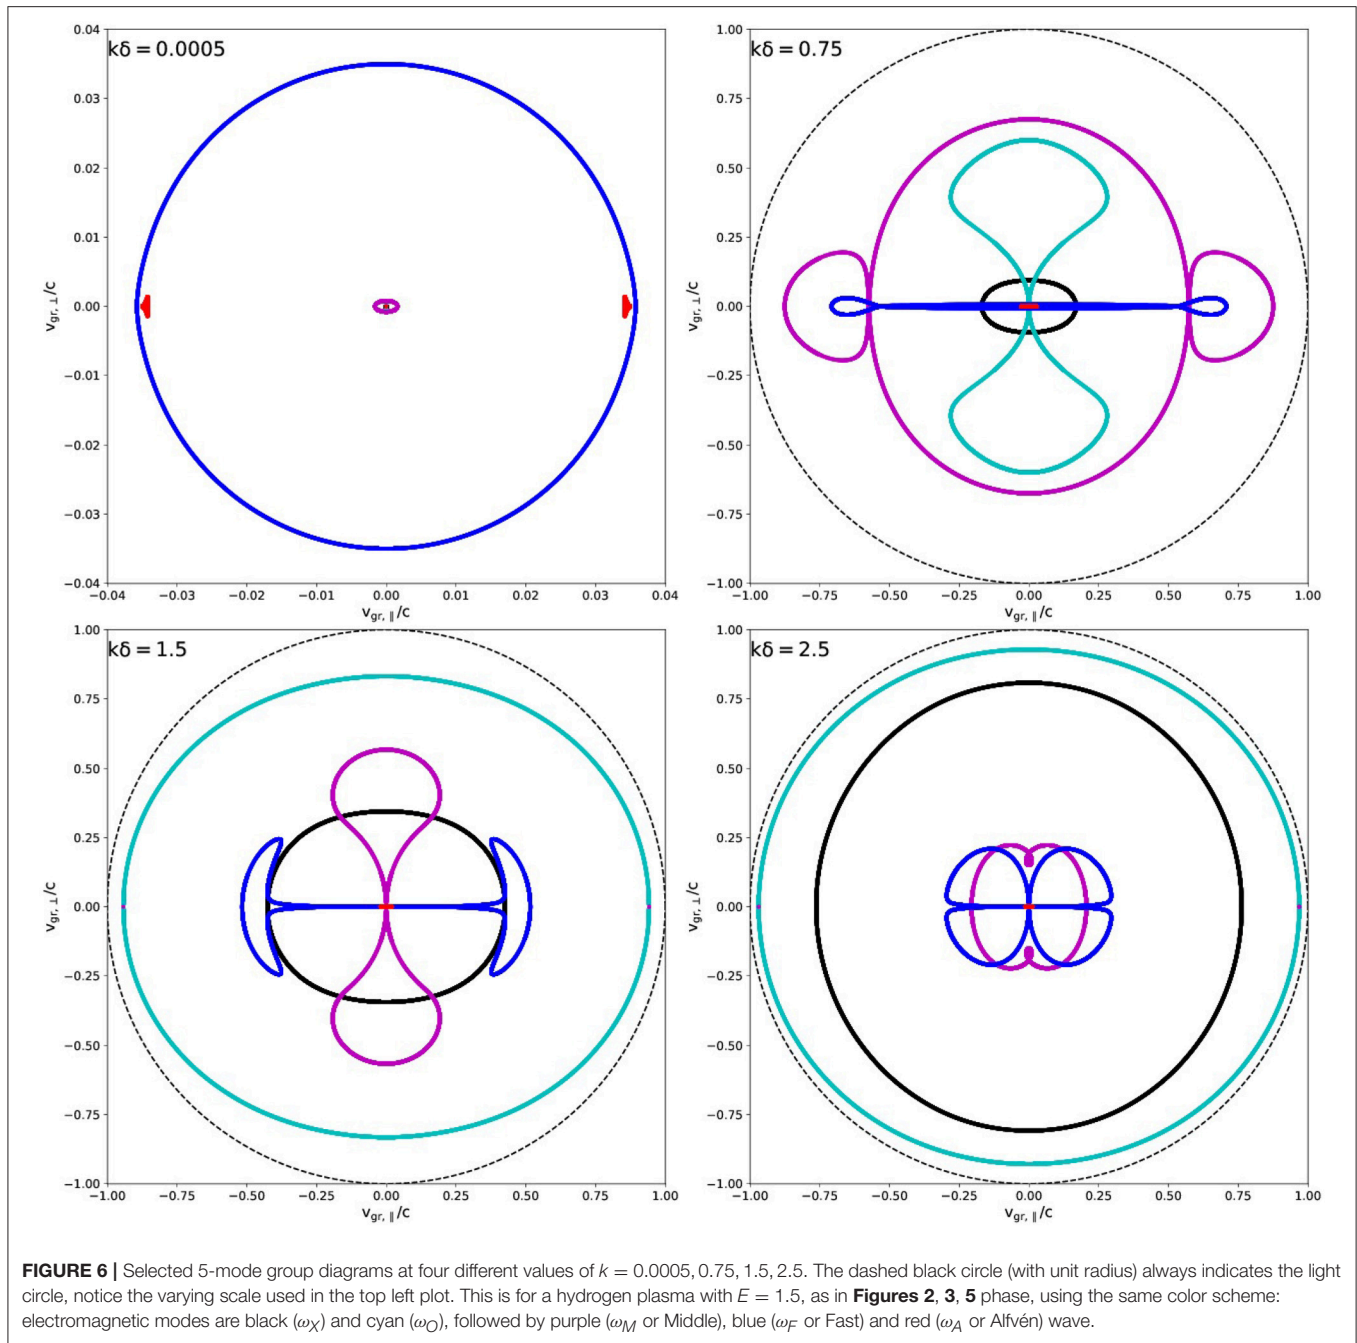 kδ = 0.0005
0.04
0.03
0.02
0.01
0.00
−0.01
−0.02
−0.03
−0.04
v_gr,⊥/c
−0.04 −0.03 −0.02 −0.01 0.00 0.01 0.02 0.03 0.04
v_gr,∥/c
kδ = 0.75
1.00
0.75
0.50
0.25
0.00
−0.25
−0.50
−0.75
−1.00
v_gr,⊥/c
−1.00 −0.75 −0.50 −0.25 0.00 0.25 0.50 0.75 1.00
v_gr,∥/c
kδ = 1.5
1.00
0.75
0.50
0.25
0.00
−0.25
−0.50
−0.75
−1.00
v_gr,⊥/c
−1.00 −0.75 −0.50 −0.25 0.00 0.25 0.50 0.75 1.00
v_gr,∥/c
kδ = 2.5
1.00
0.75
0.50
0.25
0.00
−0.25
−0.50
−0.75
−1.00
v_gr,⊥/c
−1.00 −0.75 −0.50 −0.25 0.00 0.25 0.50 0.75 1.00
v_gr,∥/c
FIGURE 6 | Selected 5-mode group diagrams at four different values of k = 0.0005, 0.75, 1.5, 2.5. The dashed black circle (with unit radius) always indicates the light
circle, notice the varying scale used in the top left plot. This is for a hydrogen plasma with E = 1.5, as in Figures 2, 3, 5 phase, using the same color scheme:
electromagnetic modes are black (ω_X) and cyan (ω_O), followed by purple (ω_M or Middle), blue (ω_F or Fast) and red (ω_A or Alfvén) wave.